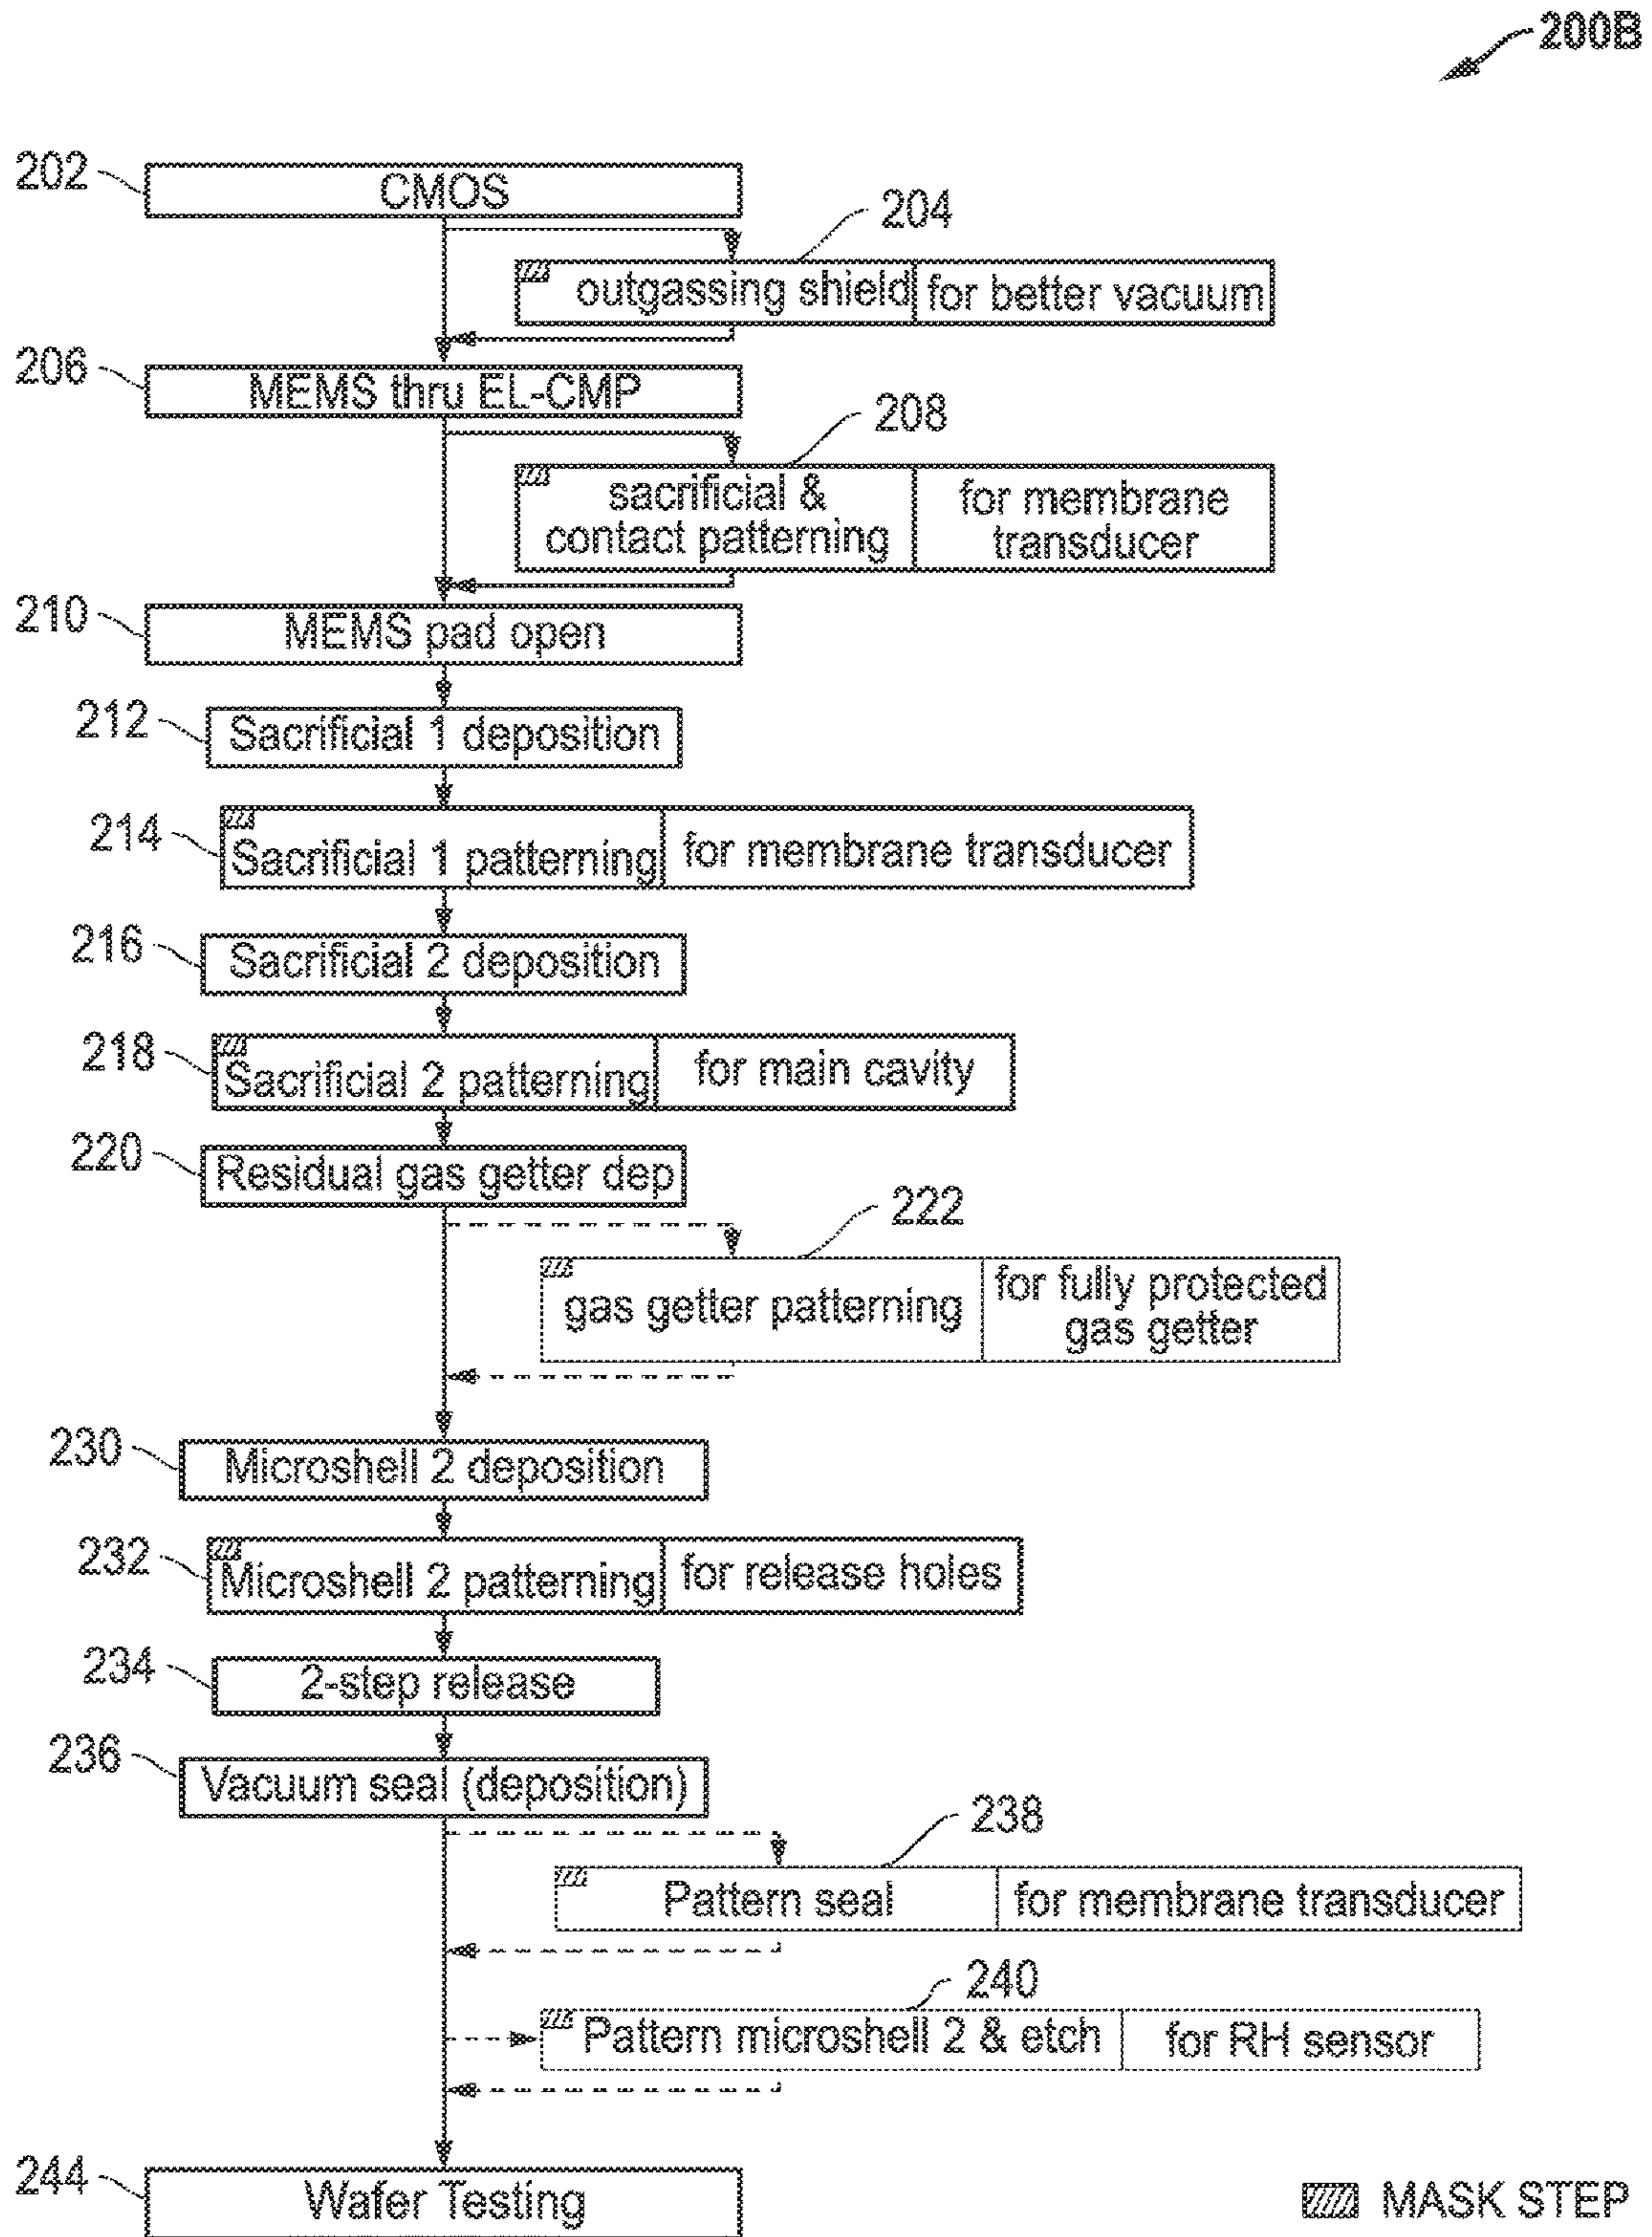 200B
202
CMOS
204
outgassing shield
for better vacuum
206
MEMS thru EL-CMP
208
sacrificial &
contact patterning
for membrane
transducer
210
MEMS pad open
212
Sacrificial 1 deposition
214
Sacrificial 1 patterning
for membrane transducer
216
Sacrificial 2 deposition
218
Sacrificial 2 patterning
for main cavity
220
Residual gas getter dep
222
gas getter patterning
for fully protected
gas getter
230
Microshell 2 deposition
232
Microshell 2 patterning
for release holes
234
2-step release
236
Vacuum seal (deposition)
238
Pattern seal
for membrane transducer
240
Pattern microshell 2 & etch
for RH sensor
244
Wafer Testing
MASK STEP